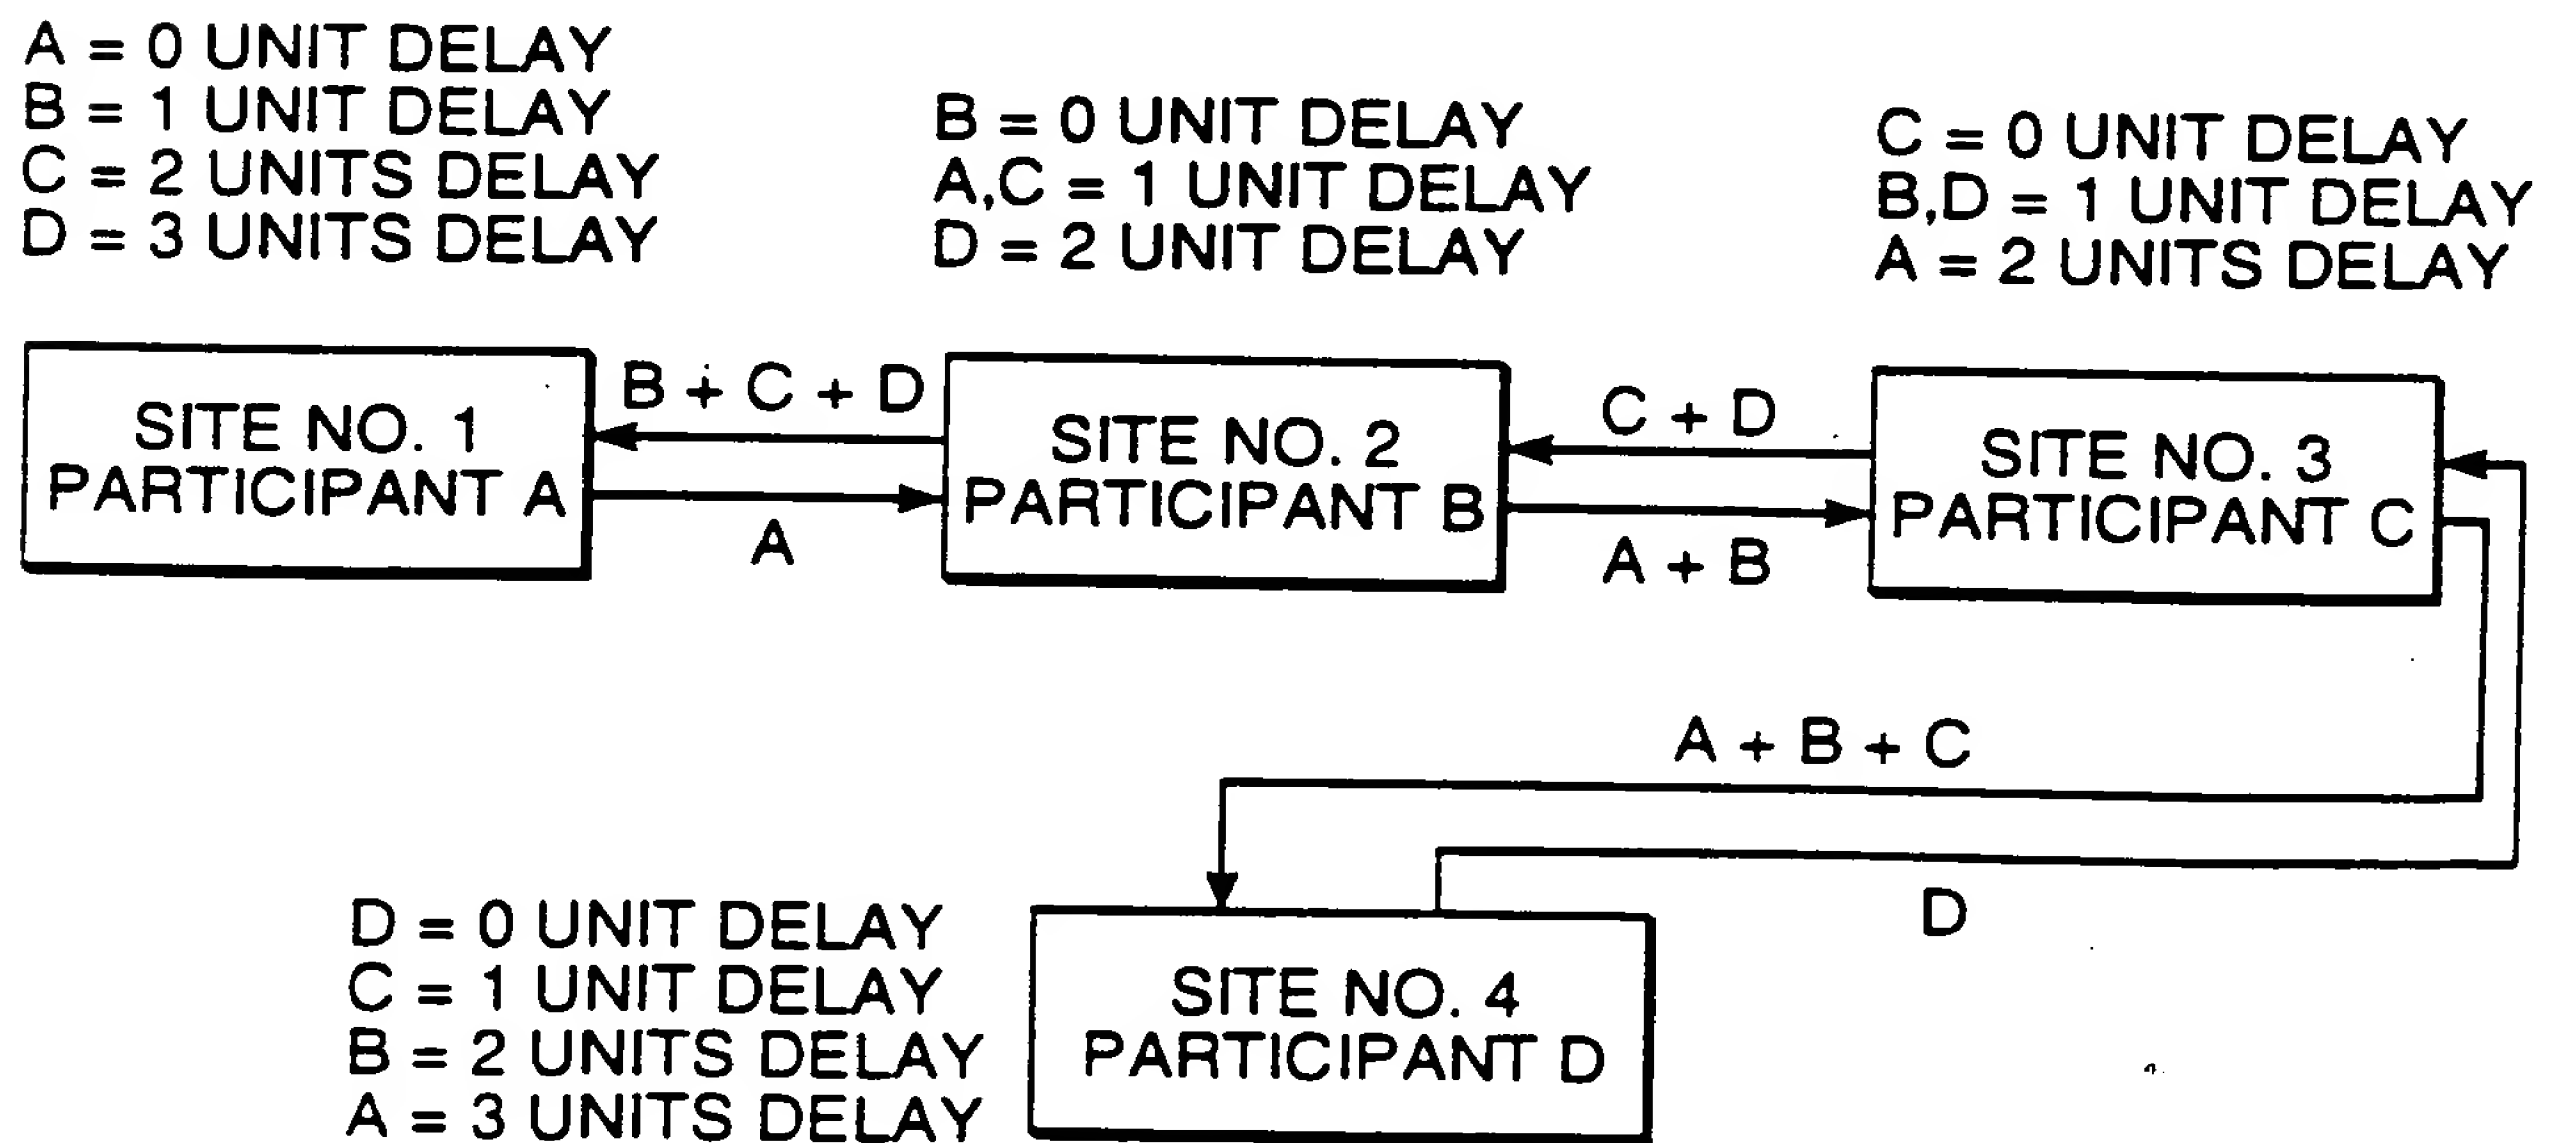 A = 0 UNIT DELAY
B = 1 UNIT DELAY
C = 2 UNITS DELAY
D = 3 UNITS DELAY
B = 0 UNIT DELAY
A,C = 1 UNIT DELAY
D = 2 UNIT DELAY
C = 0 UNIT DELAY
B,D = 1 UNIT DELAY
A = 2 UNITS DELAY
SITE NO. 1
PARTICIPANT A
B + C + D
A
SITE NO. 2
PARTICIPANT B
C + D
A + B
SITE NO. 3
PARTICIPANT C
A + B + C
D
D = 0 UNIT DELAY
C = 1 UNIT DELAY
B = 2 UNITS DELAY
A = 3 UNITS DELAY
SITE NO. 4
PARTICIPANT D